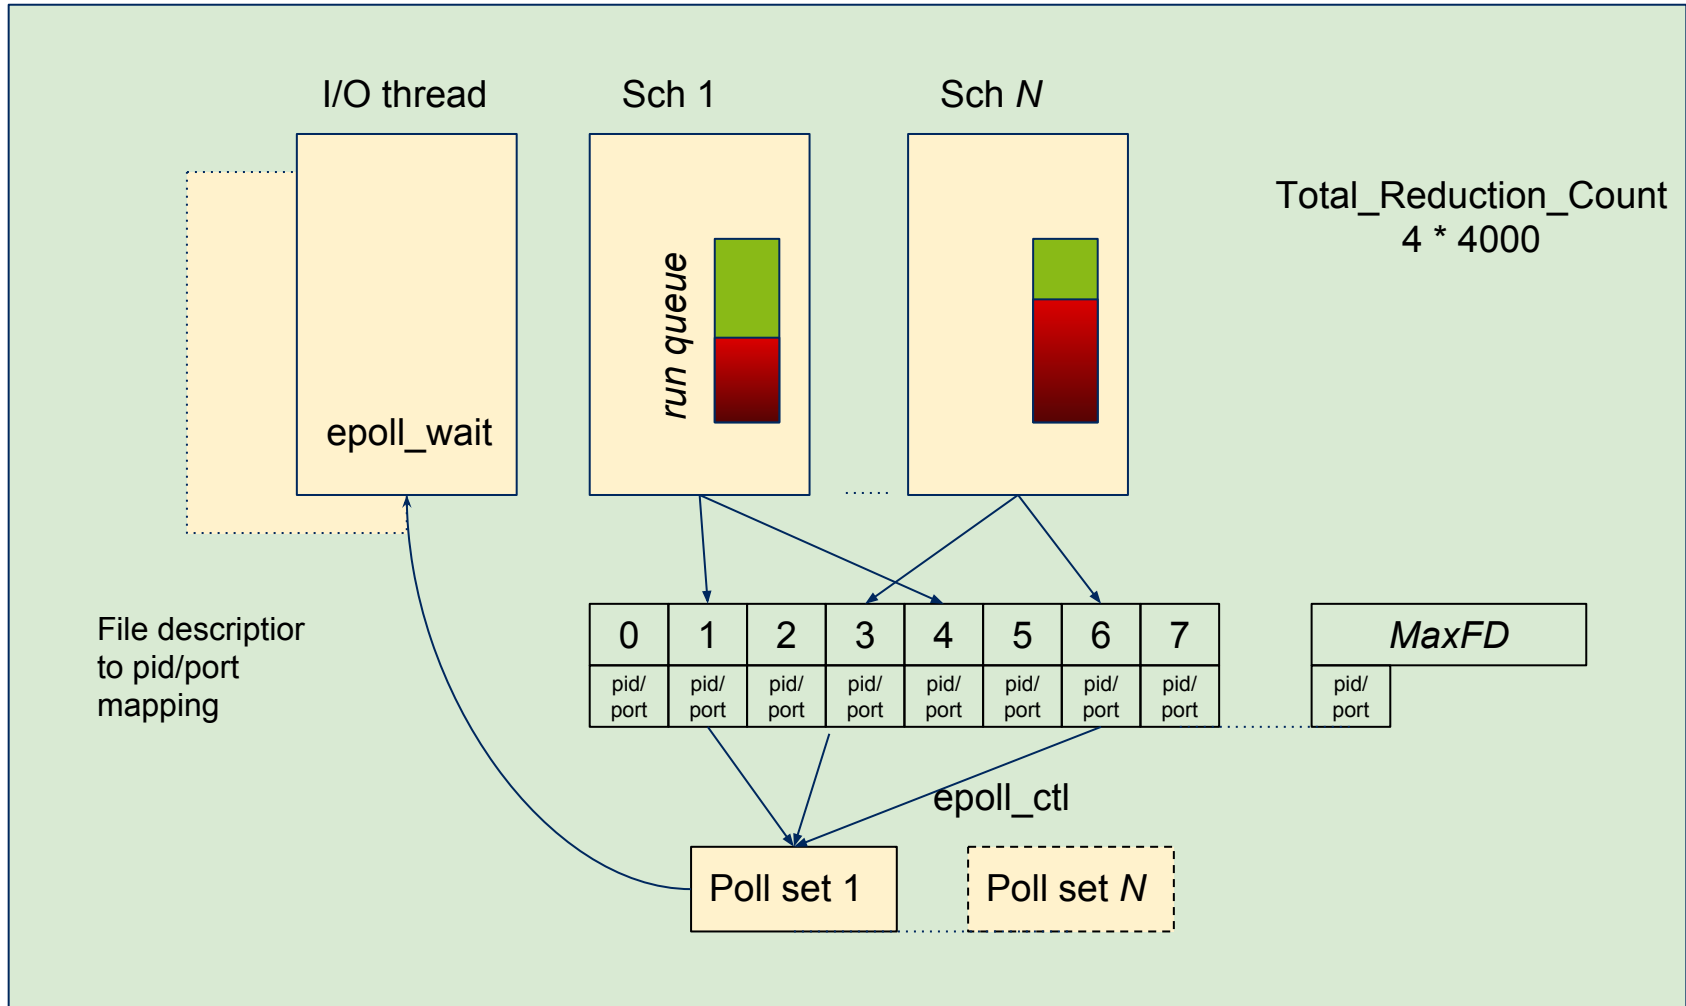 I/O thread
Sch 1
Sch N
Total_Reduction_Count
4 * 4000
run queue
epoll_wait
File descriptior
to pid/port
mapping
0 1 2 3 4 5 6 7
MaxFD
pid/ pid/ pid/ pid/ pid/ pid/ pid/ pid/ pid/
port port port port port port port port port
epoll_ctl
Poll set 1
Poll set N